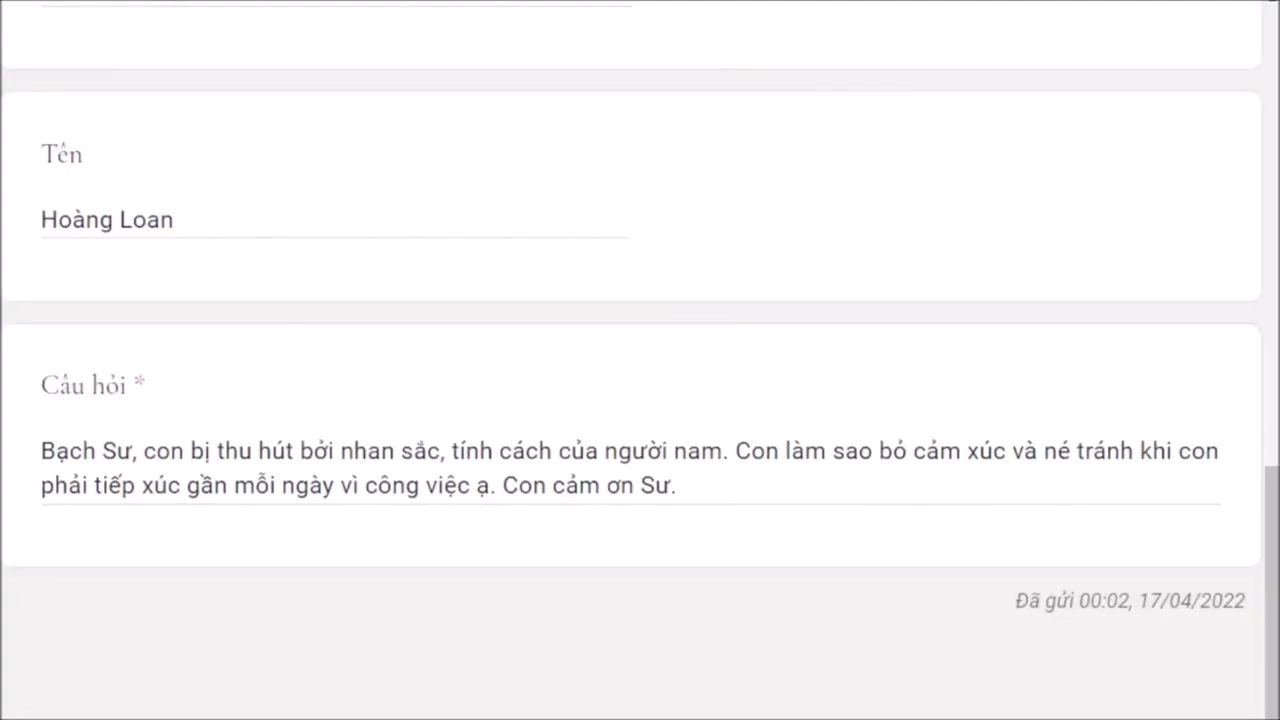 Tên
Hoàng Loan
Câu hỏi *
Bạch Sư, con bị thu hút bởi nhan sắc, tính cách của người nam. Con làm sao bỏ cảm xúc và né tránh khi con
phải tiếp xúc gần mỗi ngày vì công việc ạ. Con cảm ơn Sư.
Đã gửi 00:02, 17/04/2022